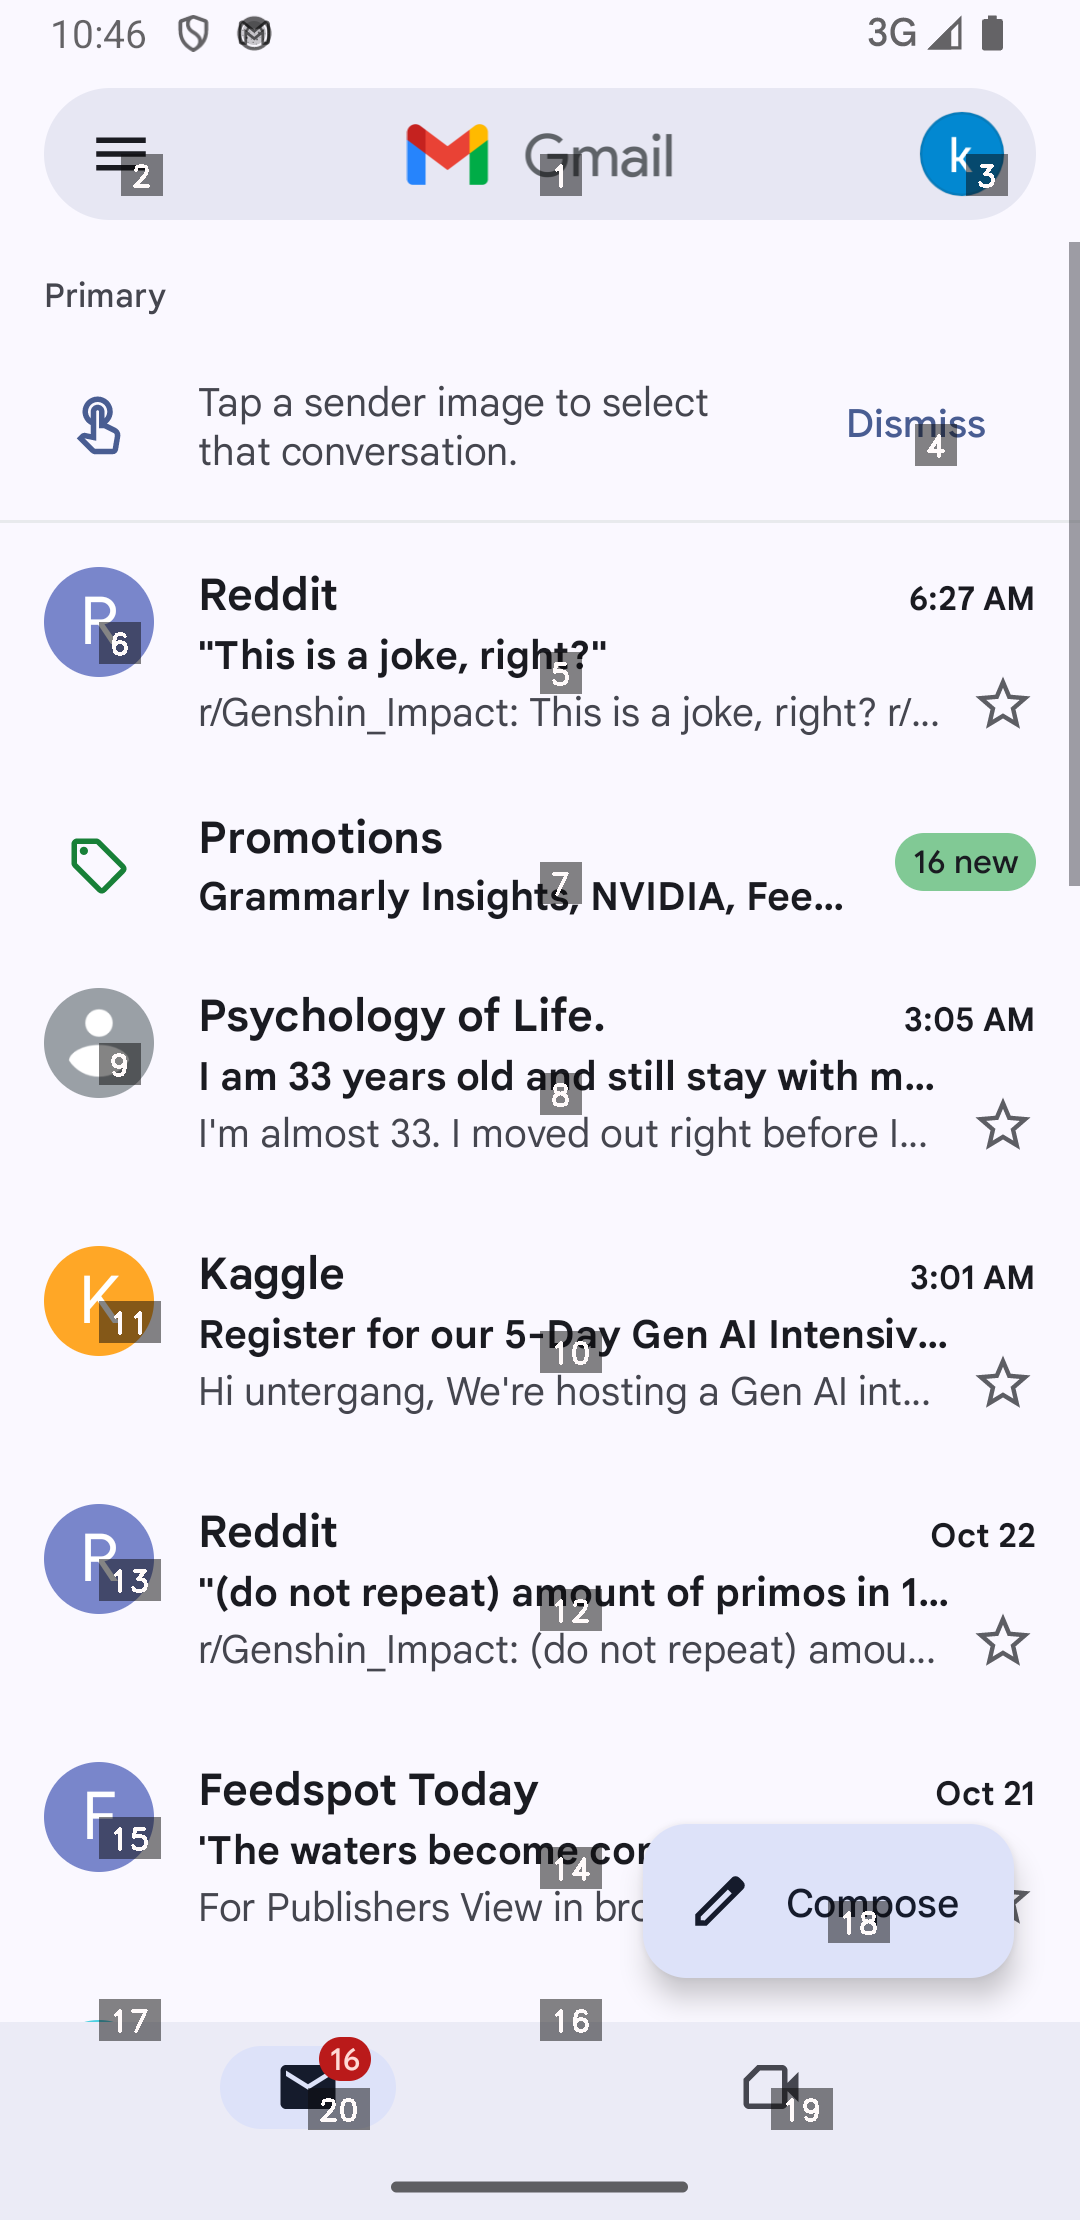 10:46
3G
2
Gmail
1
k
3
Primary
Tap a sender image to select
that conversation.
Dismiss
4
R
6
Reddit
6:27 AM
"This is a joke, right?"
5
r/Genshin_Impact: This is a joke, right? r/...
Promotions
7
16 new
Grammarly Insights, NVIDIA, Fee...
Psychology of Life.
3:05 AM
9
I am 33 years old and still stay with m...
8
I'm almost 33. I moved out right before I...
K
11
Kaggle
3:01 AM
Register for our 5-Day Gen AI Intensiv...
10
Hi untergang, We're hosting a Gen AI int...
R
13
Reddit
Oct 22
"(do not repeat) amount of primos in 1...
12
r/Genshin_Impact: (do not repeat) amou...
F
15
Feedspot Today
Oct 21
'The waters become cor
14
For Publishers View in bro
Compose
18
17
16
16
20
19